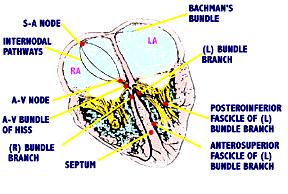 BACHMAN'S
BUNDLE
S-A NODE
INTERNODAL
PATHWAYS
LA
RA
(L) BUNDLE
BRANCH
A-V NODE
A-V BUNDLE
OF HISS
(R) BUNDLE
BRANCH
SEPTUM
POSTEROINFERIOR
FASCICLE OF (L)
BUNDLE BRANCH
ANTEROSUPERIOR
FASCICLE OF (L)
BUNDLE BRANCH